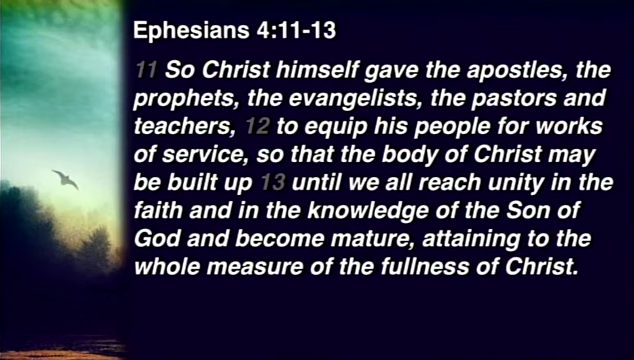 Ephesians 4:11-13
11 So Christ himself gave the apostles, the
prophets, the evangelists, the pastors and
teachers, 12 to equip his people for works
of service, so that the body of Christ may
be built up 13 until we all reach unity in the
faith and in the knowledge of the Son of
God and become mature, attaining to the
whole measure of the fullness of Christ.